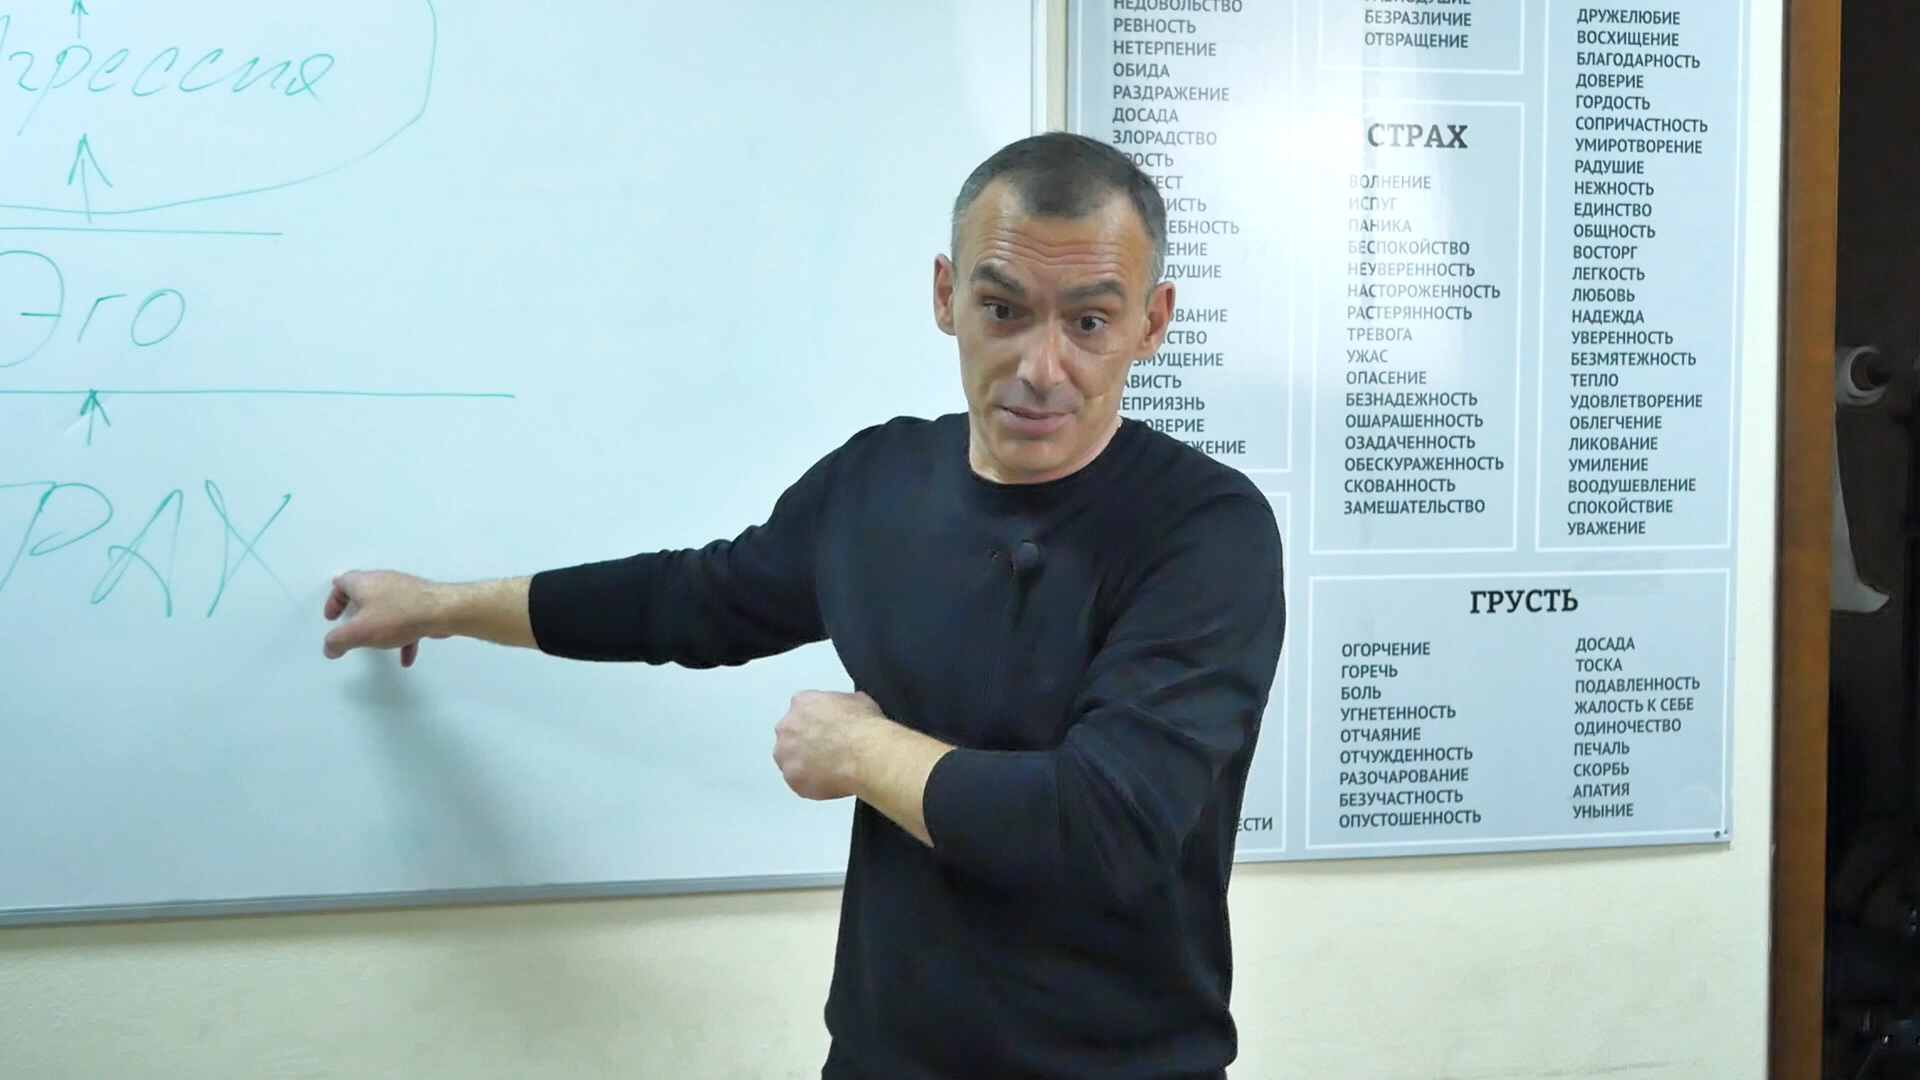 Агрессия
Эго
СТРАХ
НЕДОВОЛЬСТВО
РЕВНОСТЬ
НЕТЕРПЕНИЕ
ОБИДА
РАЗДРАЖЕНИЕ
ДОСАДА
ЗЛОРАДСТВО
БЕЗРАЗЛИЧИЕ
ОТВРАЩЕНИЕ
СТРАХ
ВОЛНЕНИЕ
ИСПУГ
ПАНИКА
БЕСПОКОЙСТВО
НЕУВЕРЕННОСТЬ
НАСТОРОЖЕННОСТЬ
РАСТЕРЯННОСТЬ
ТРЕВОГА
УЖАС
ОПАСЕНИЕ
БЕЗНАДЕЖНОСТЬ
ОШАРАШЕННОСТЬ
ОЗАДАЧЕННОСТЬ
ОБЕСКУРАЖЕННОСТЬ
СКОВАННОСТЬ
ЗАМЕШАТЕЛЬСТВО
ДРУЖЕЛЮБИЕ
ВОСХИЩЕНИЕ
БЛАГОДАРНОСТЬ
ДОВЕРИЕ
ГОРДОСТЬ
СОПРИЧАСТНОСТЬ
УМИРОТВОРЕНИЕ
РАДУШИЕ
НЕЖНОСТЬ
ЕДИНСТВО
ОБЩНОСТЬ
ВОСТОРГ
ЛЕГКОСТЬ
ЛЮБОВЬ
НАДЕЖДА
УВЕРЕННОСТЬ
БЕЗМЯТЕЖНОСТЬ
ТЕПЛО
УДОВЛЕТВОРЕНИЕ
ОБЛЕГЧЕНИЕ
ЛИКОВАНИЕ
УМИЛЕНИЕ
ВООДУШЕВЛЕНИЕ
СПОКОЙСТВИЕ
УВАЖЕНИЕ
ГРУСТЬ
ОГОРЧЕНИЕ
ГОРЕЧЬ
БОЛЬ
УГНЕТЕННОСТЬ
ОТЧАЯНИЕ
ОТЧУЖДЕННОСТЬ
РАЗОЧАРОВАНИЕ
БЕЗУЧАСТНОСТЬ
ОПУСТОШЕННОСТЬ
ДОСАДА
ТОСКА
ПОДАВЛЕННОСТЬ
ЖАЛОСТЬ К СЕБЕ
ОДИНОЧЕСТВО
ПЕЧАЛЬ
СКОРБЬ
АПАТИЯ
УНЫНИЕ